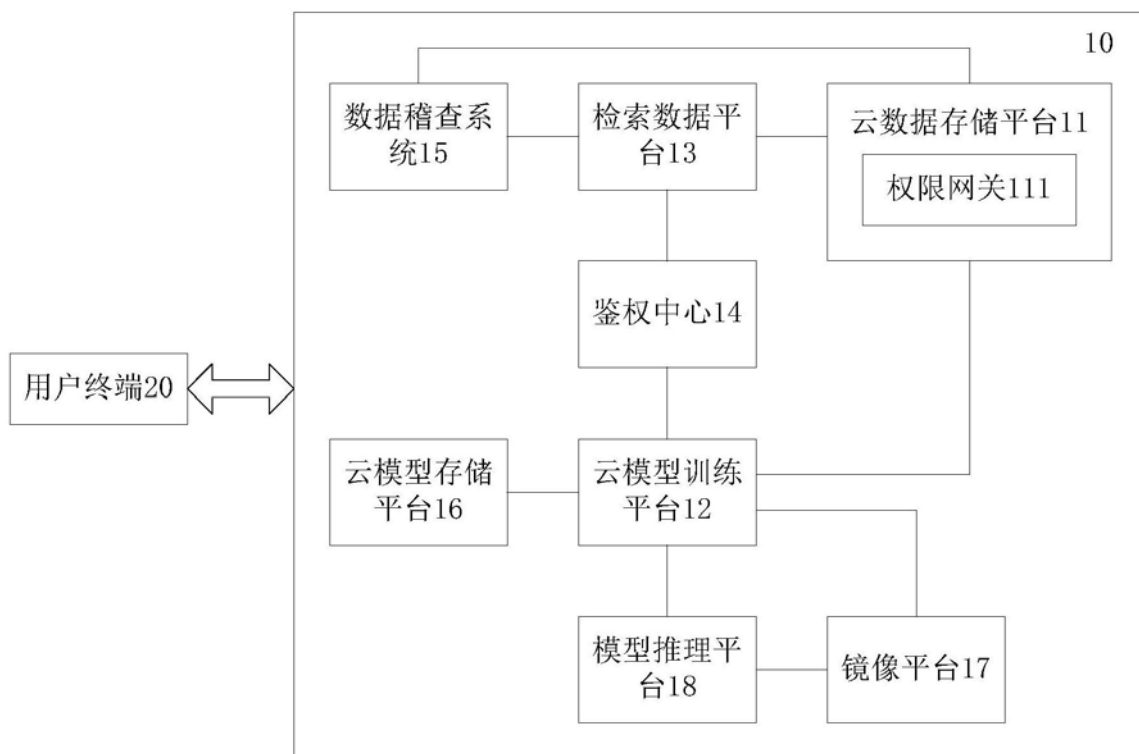 10
数据稽查系
统15
检索数据平
台13
云数据存储平台11
权限网关111
鉴权中心14
用户终端20
云模型存储
平台16
云模型训练
平台12
模型推理平
台18
镜像平台17